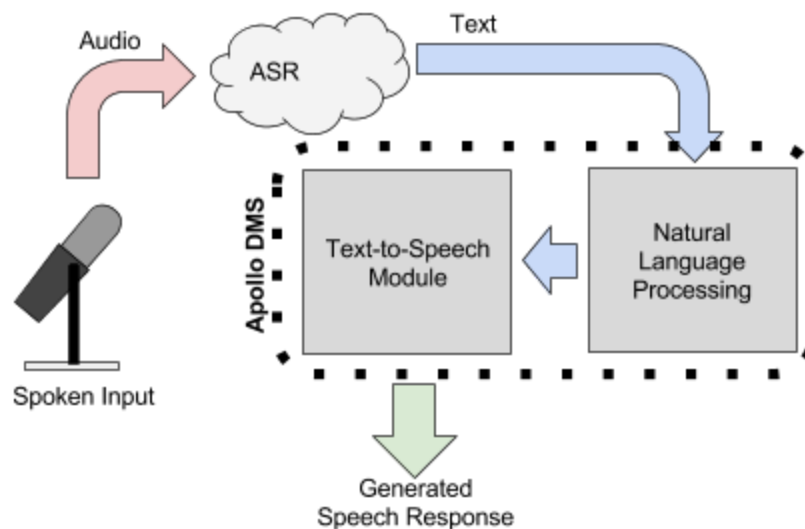 Audio
Text
ASR
Apollo DMS
Text-to-Speech
Module
Natural
Language
Processing
Spoken Input
Generated
Speech Response